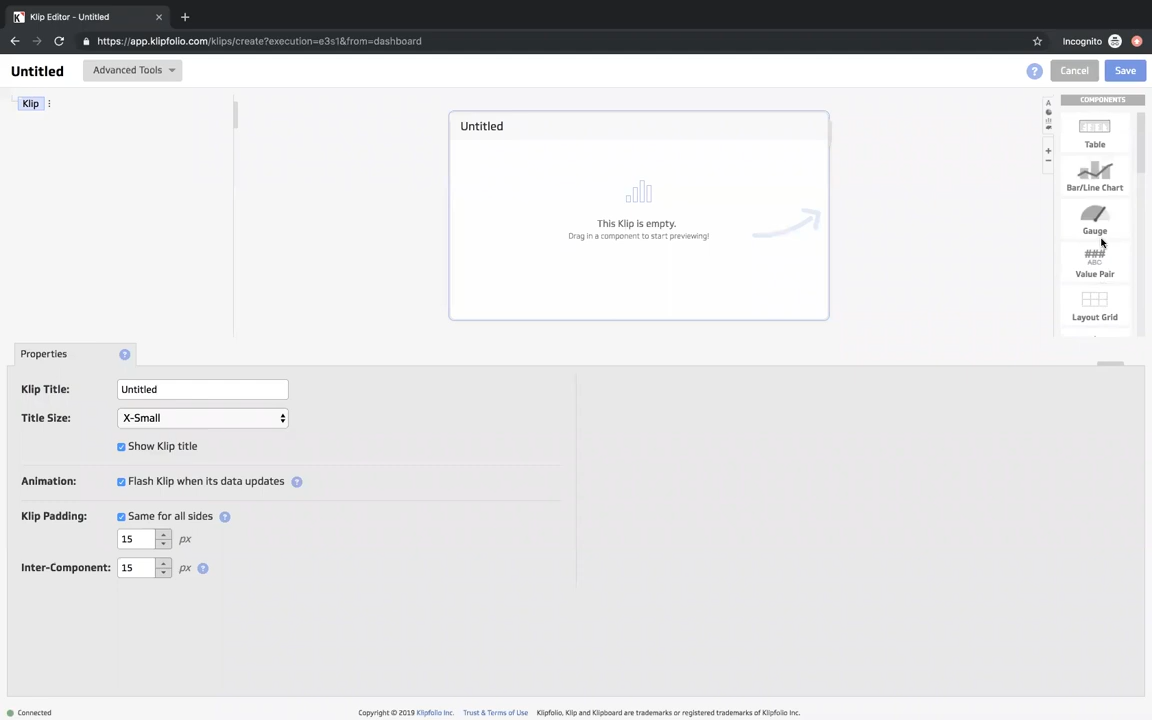 Klip Editor - Untitled
https://app.klipfolio.com/klips/create?execution=e3s1&from=dashboard
Incognito
Untitled
Advanced Tools
?
Cancel
Save
Klip
Untitled
This Klip is empty.
Drag in a component to start previewing!
A
+
−
COMPONENTS
Table
Bar/Line Chart
Gauge
###
ABC
Value Pair
Layout Grid
Properties
?
Klip Title:
Untitled
Title Size:
X-Small
Show Klip title
Animation:
Flash Klip when its data updates
?
Klip Padding:
Same for all sides
?
15
px
Inter-Component:
15
px
?
Connected
Copyright © 2019 Klipfolio Inc. Trust & Terms of Use Klipfolio, Klip and Klipboard are trademarks or registered trademarks of Klipfolio Inc.